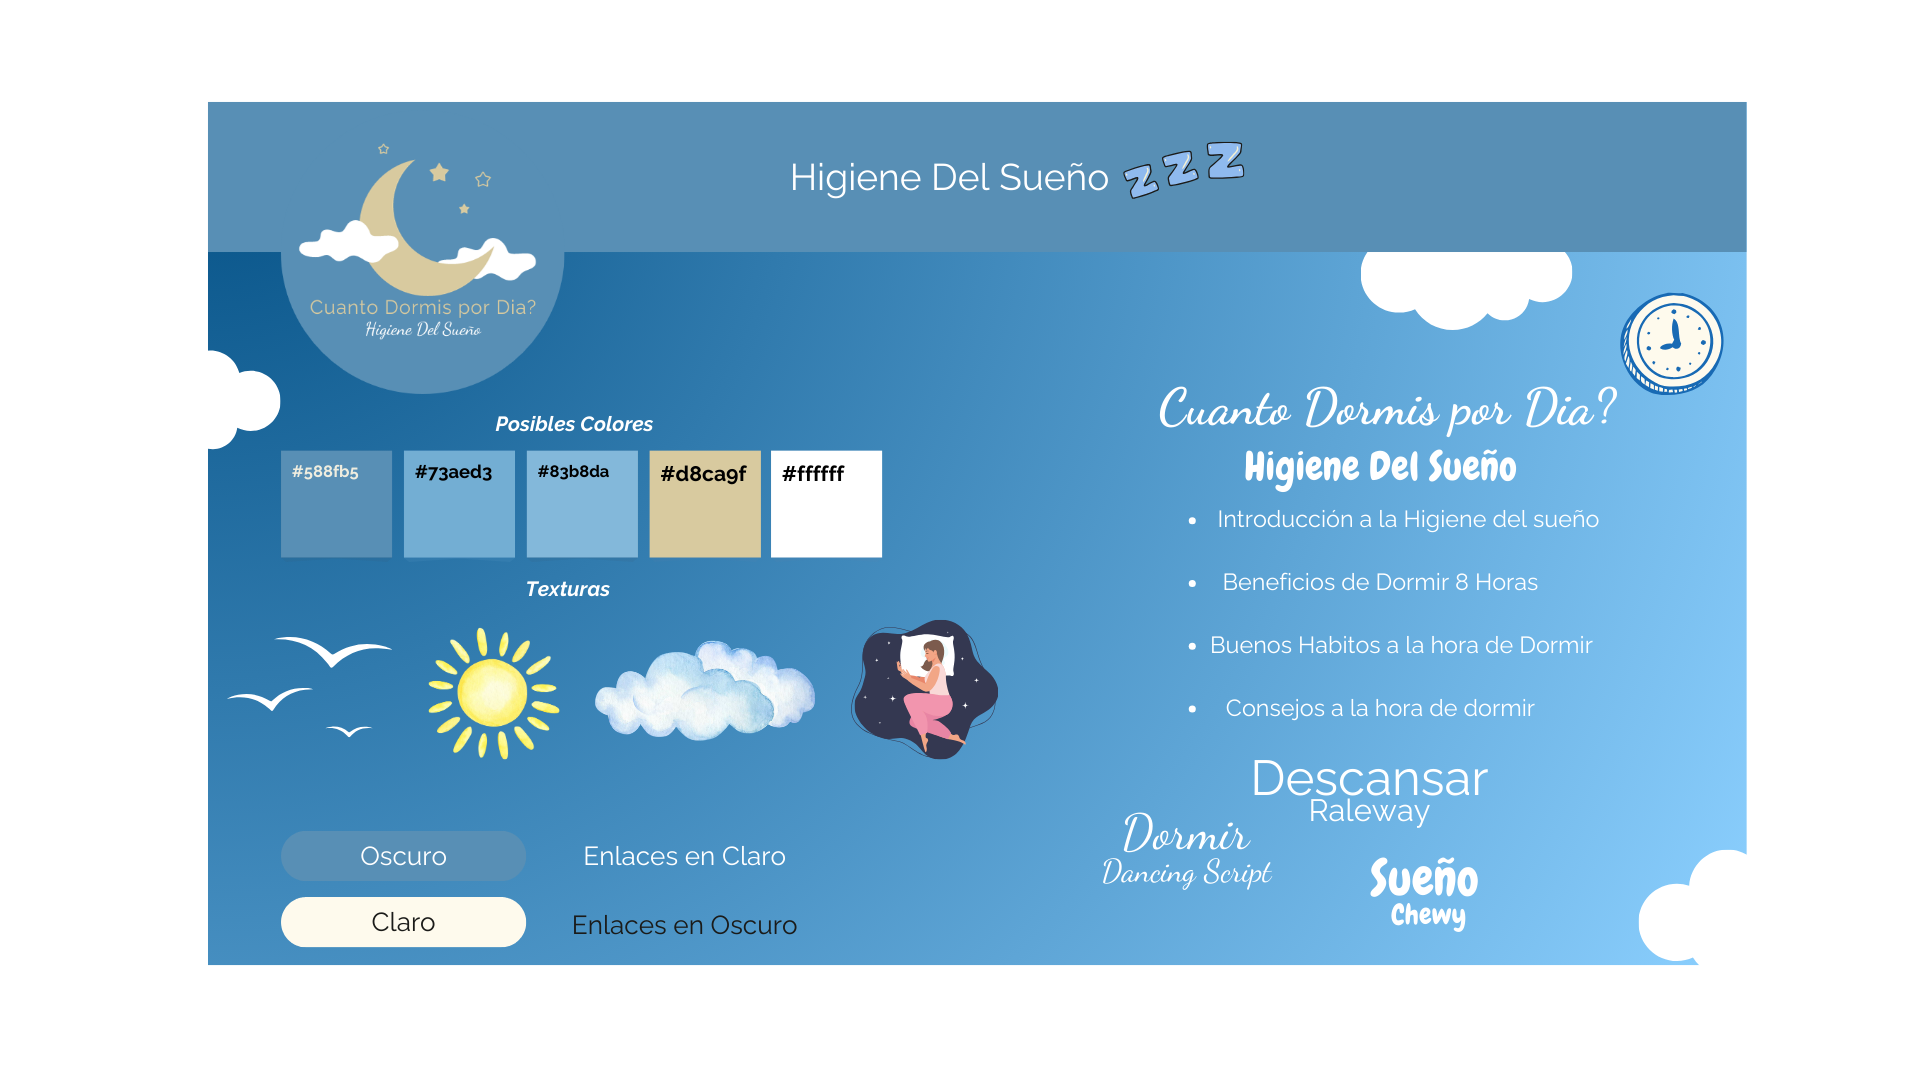 Higiene Del Sueño
zzz
Cuanto Dormis por Dia?
Higiene Del Sueño
Posibles Colores
#588fb5
#73aed3
#83b8da
#d8ca9f
#ffffff
Texturas
Oscuro
Enlaces en Claro
Claro
Enlaces en Oscuro
Cuanto Dormis por Dia?
Higiene Del Sueño
• Introducción a la Higiene del sueño
• Beneficios de Dormir 8 Horas
• Buenos Habitos a la hora de Dormir
• Consejos a la hora de dormir
Descansar
Raleway
Dormir
Dancing Script
Sueño
Chewy